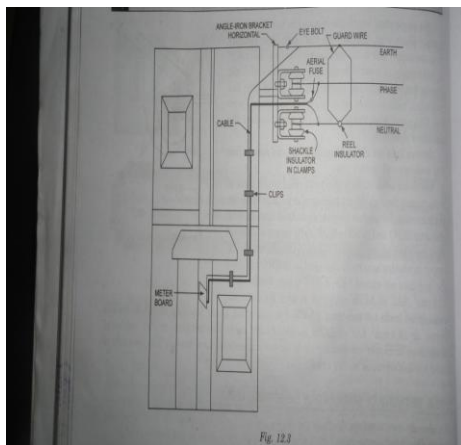 ANGLE-IRON BRACKET
HORIZONTAL
EYE BOLT
GUARD WIRE
EARTH
AERIAL
FUSE
PHASE
CABLE
NEUTRAL
SHACKLE
INSULATOR
IN CLAMPS
REEL
INSULATOR
CLIPS
METER
BOARD
Fig. 12.3